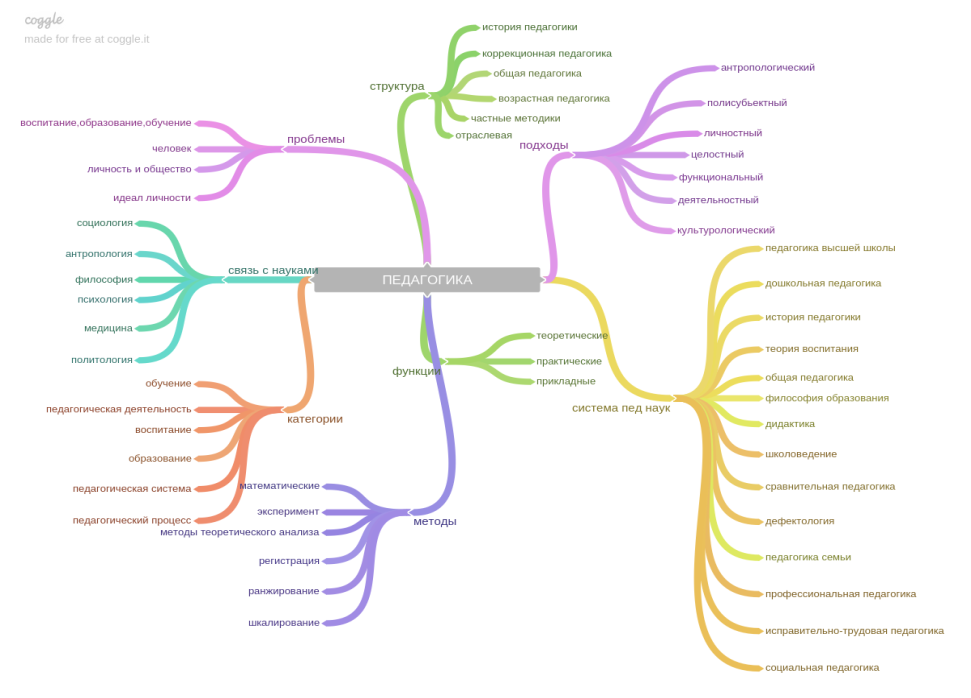 coggle
made for free at coggle.it
ПЕДАГОГИКА
структура
история педагогики
коррекционная педагогика
общая педагогика
возрастная педагогика
частные методики
отраслевая
подходы
антропологический
полисубьектный
личностный
целостный
функциональный
деятельностный
культурологический
проблемы
воспитание,образование,обучение
человек
личность и общество
идеал личности
связь с науками
социология
антропология
философия
психология
медицина
политология
функции
теоретические
практические
прикладные
система пед наук
педагогика высшей школы
дошкольная педагогика
история педагогики
теория воспитания
общая педагогика
философия образования
дидактика
школоведение
сравнительная педагогика
дефектология
педагогика семьи
профессиональная педагогика
исправительно-трудовая педагогика
социальная педагогика
категории
обучение
педагогическая деятельность
воспитание
образование
педагогическая система
педагогический процесс
методы
математические
эксперимент
методы теоретического анализа
регистрация
ранжирование
шкалирование